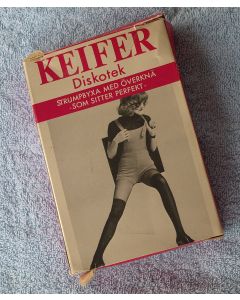 KEIFER
Diskotek
STRUMPBYXA MED ÖVERKNÄ
-SOM SITTER PERFEKT-